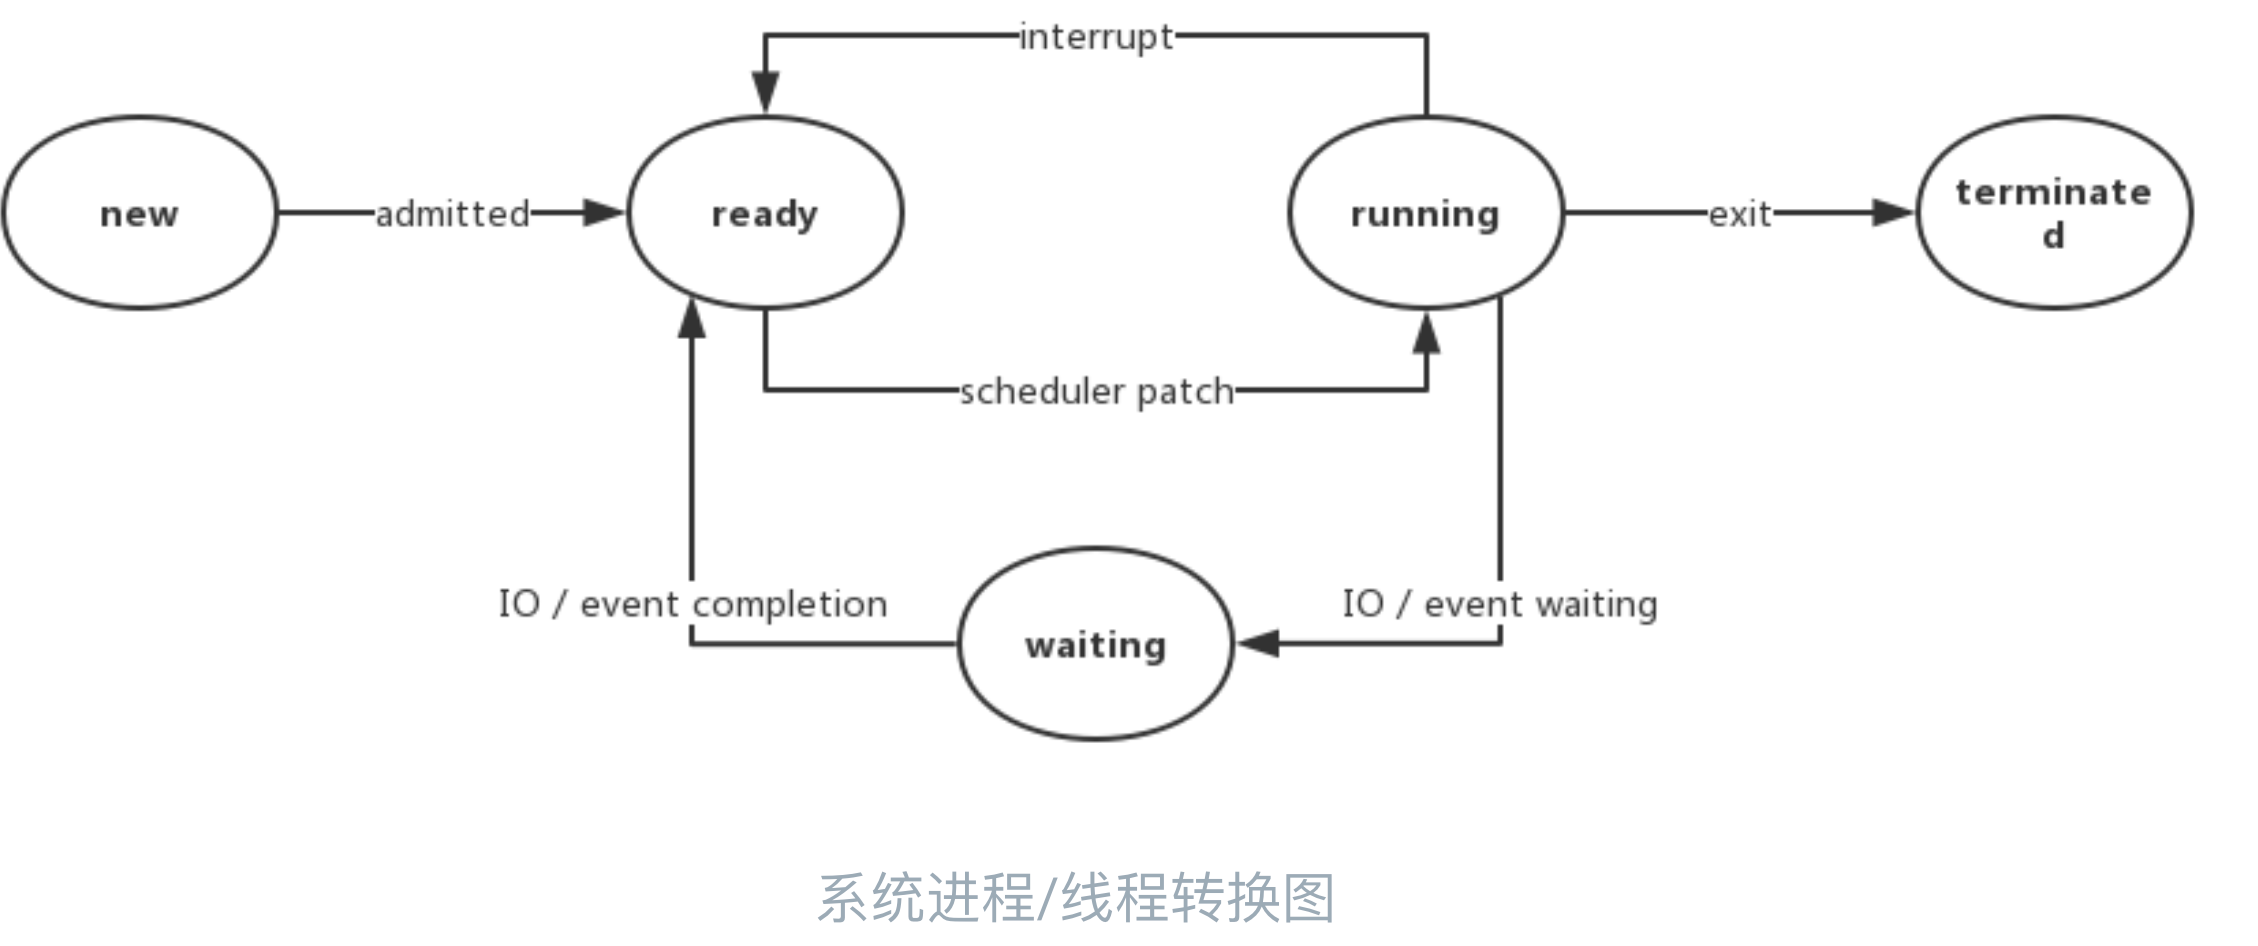 interrupt
new
admitted
ready
running
exit
terminate
d
scheduler patch
IO / event completion
IO / event waiting
waiting
系统进程/线程转换图